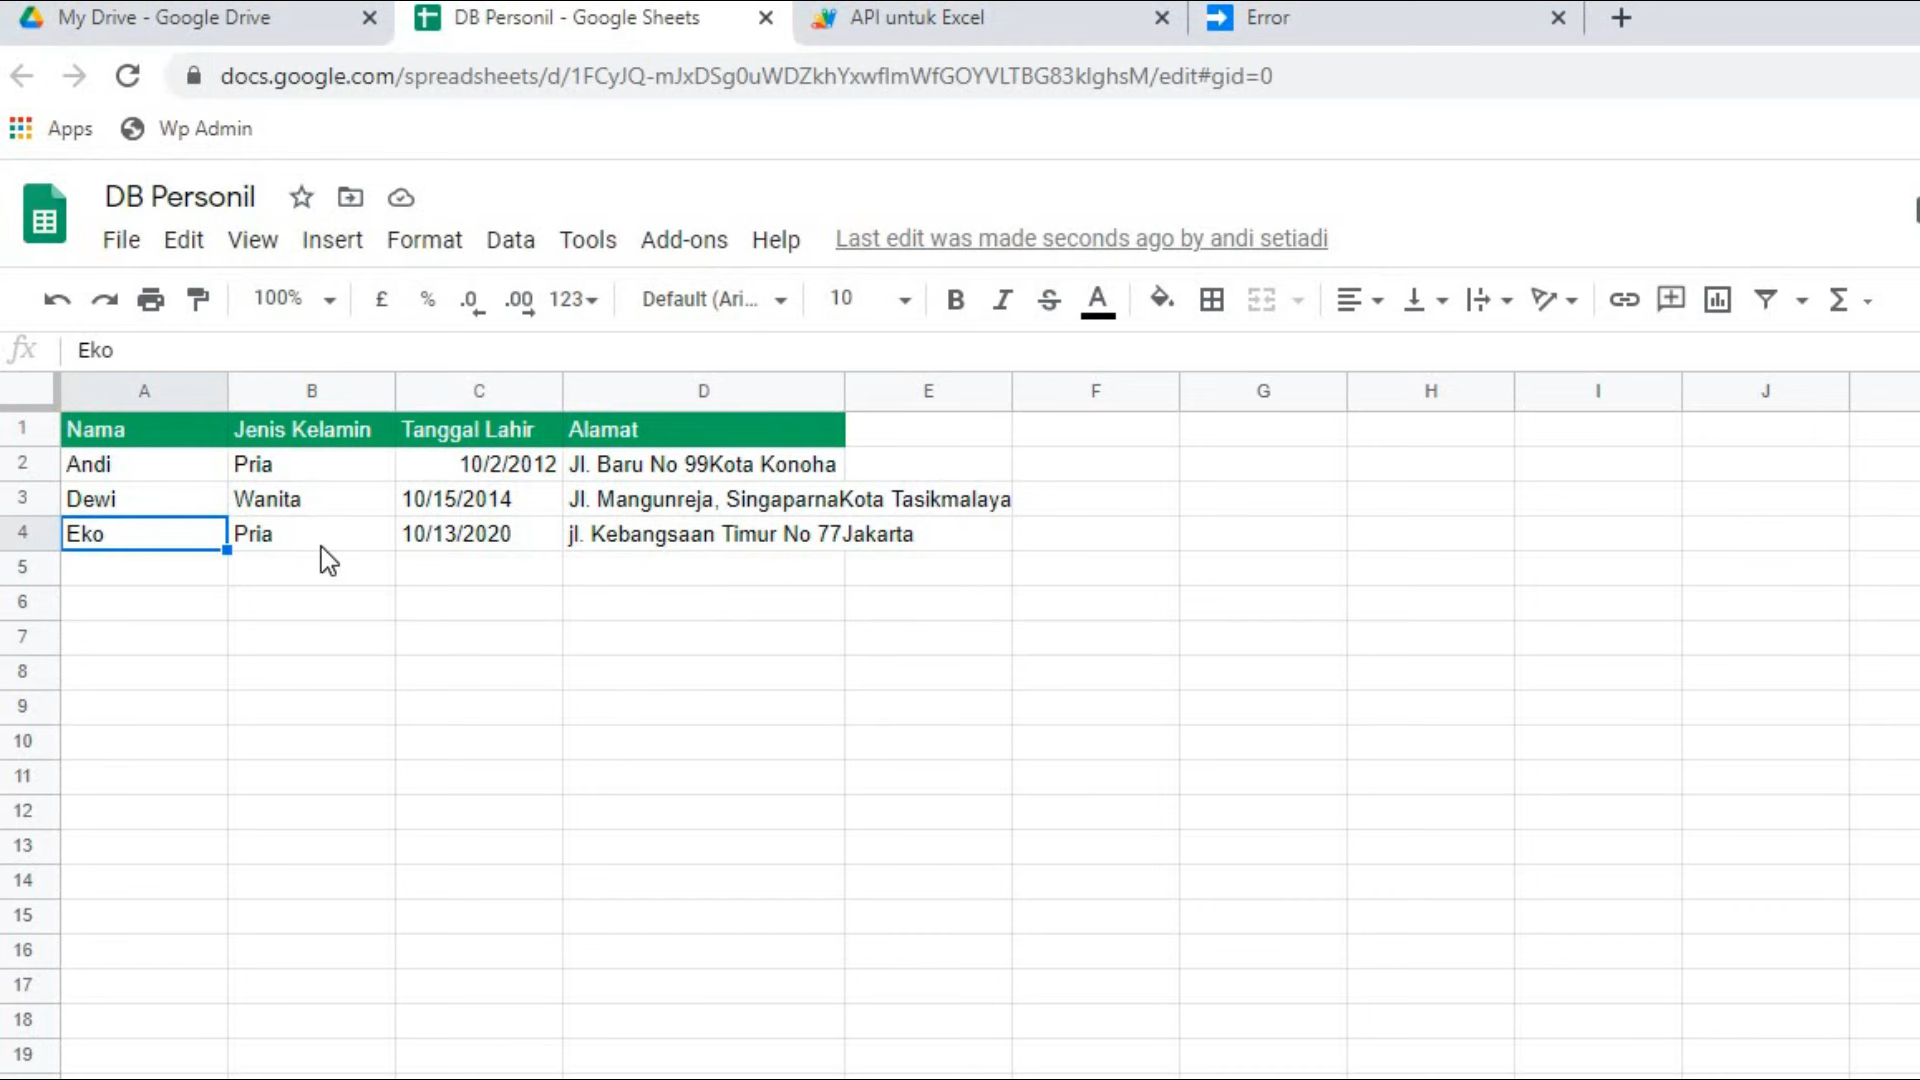 My Drive - Google Drive
DB Personil - Google Sheets
API untuk Excel
Error
docs.google.com/spreadsheets/d/1FCyJQ-mJxDSg0uWDZkhYxwflmWfGOYVLTBG83klghsM/edit#gid=0
Apps
Wp Admin
DB Personil
File Edit View Insert Format Data Tools Add-ons Help Last edit was made seconds ago by andi setiadi
100% £ % .0 .00 123 Default (Ari... 10 B I S A Σ
fx Eko
A B C D E F G H I J
1 Nama Jenis Kelamin Tanggal Lahir Alamat
2 Andi Pria 10/2/2012 Jl. Baru No 99Kota Konoha
3 Dewi Wanita 10/15/2014 Jl. Mangunreja, SingaparnaKota Tasikmalaya
4 Eko Pria 10/13/2020 jl. Kebangsaan Timur No 77Jakarta
5
6
7
8
9
10
11
12
13
14
15
16
17
18
19